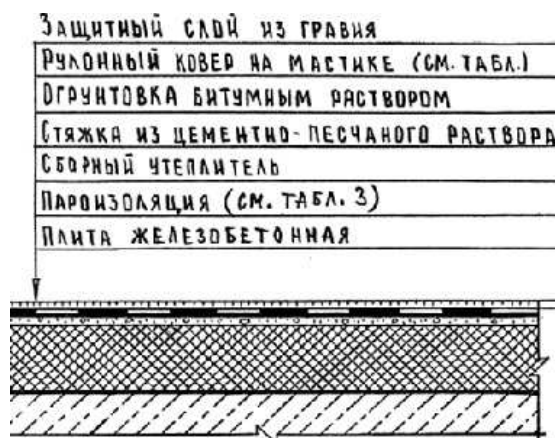 Защитный слой из гравия
Рулонный ковер на мастике (см. табл.)
Огрунтовка битумным раствором
Стяжка из цементно-песчаного раствора
Сборный утеплитель
Пароизоляция (см. табл. 3)
Плита железобетонная